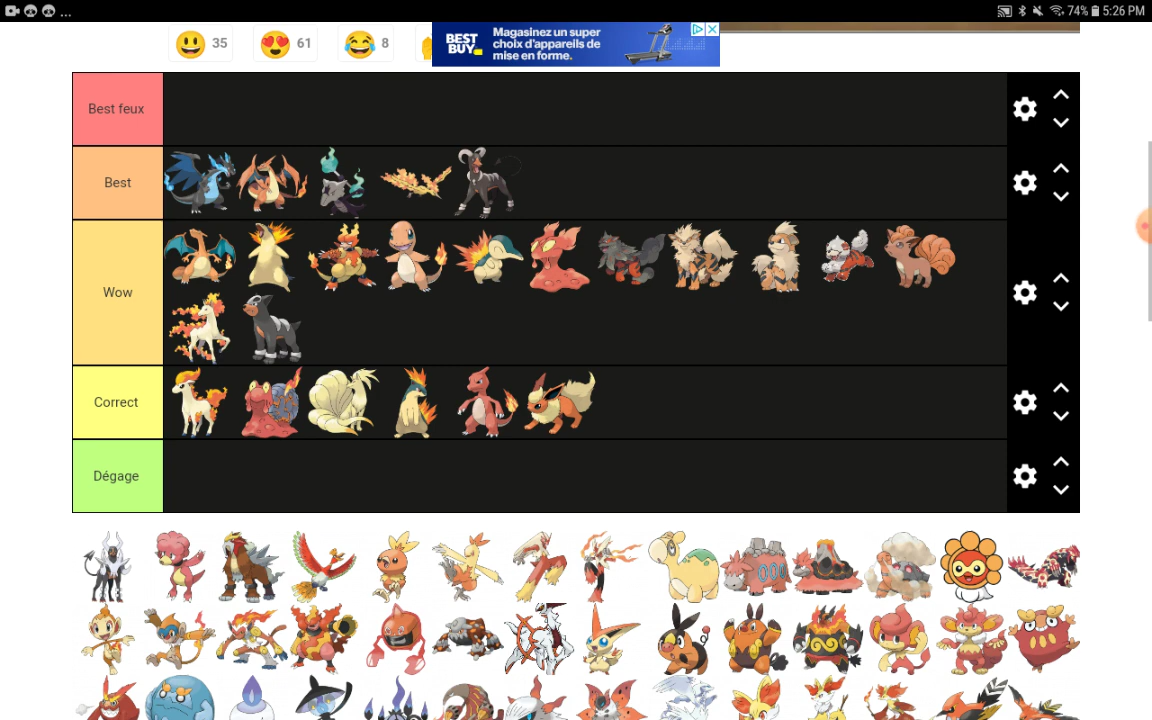 ... 74% 5:26 PM
35 61 8
BEST BUY
Magasinez un super
choix d'appareils de
mise en forme.
Best feux
Best
Wow
Correct
Dégage